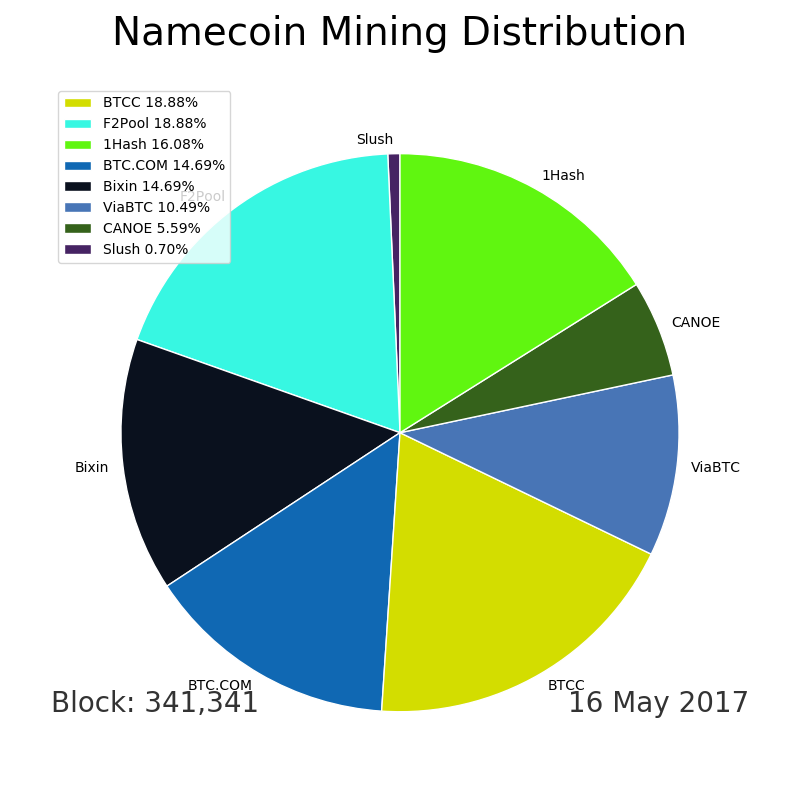 Namecoin Mining Distribution
BTCC 18.88%
F2Pool 18.88%
1Hash 16.08%
BTC.COM 14.69%
Bixin 14.69%
ViaBTC 10.49%
CANOE 5.59%
Slush 0.70%
Slush
1Hash
F2Pool
CANOE
Bixin
ViaBTC
BTC.COM
BTCC
Block: 341,341
16 May 2017